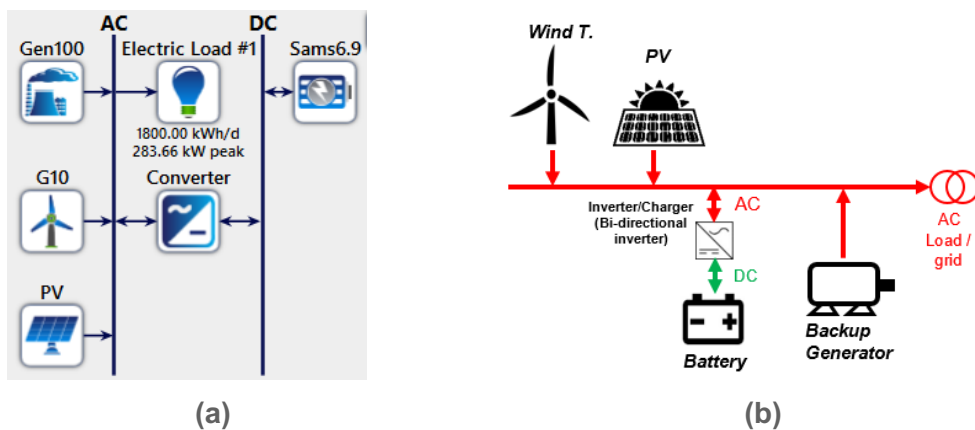 AC DC
Gen100 Electric Load #1 Sams6.9
1800.00 kWh/d
283.66 kW peak
G10 Converter
PV
(a)
Wind T.
PV
Inverter/Charger
(Bi-directional
inverter)
AC
DC
Battery
Backup
Generator
AC
Load /
grid
(b)